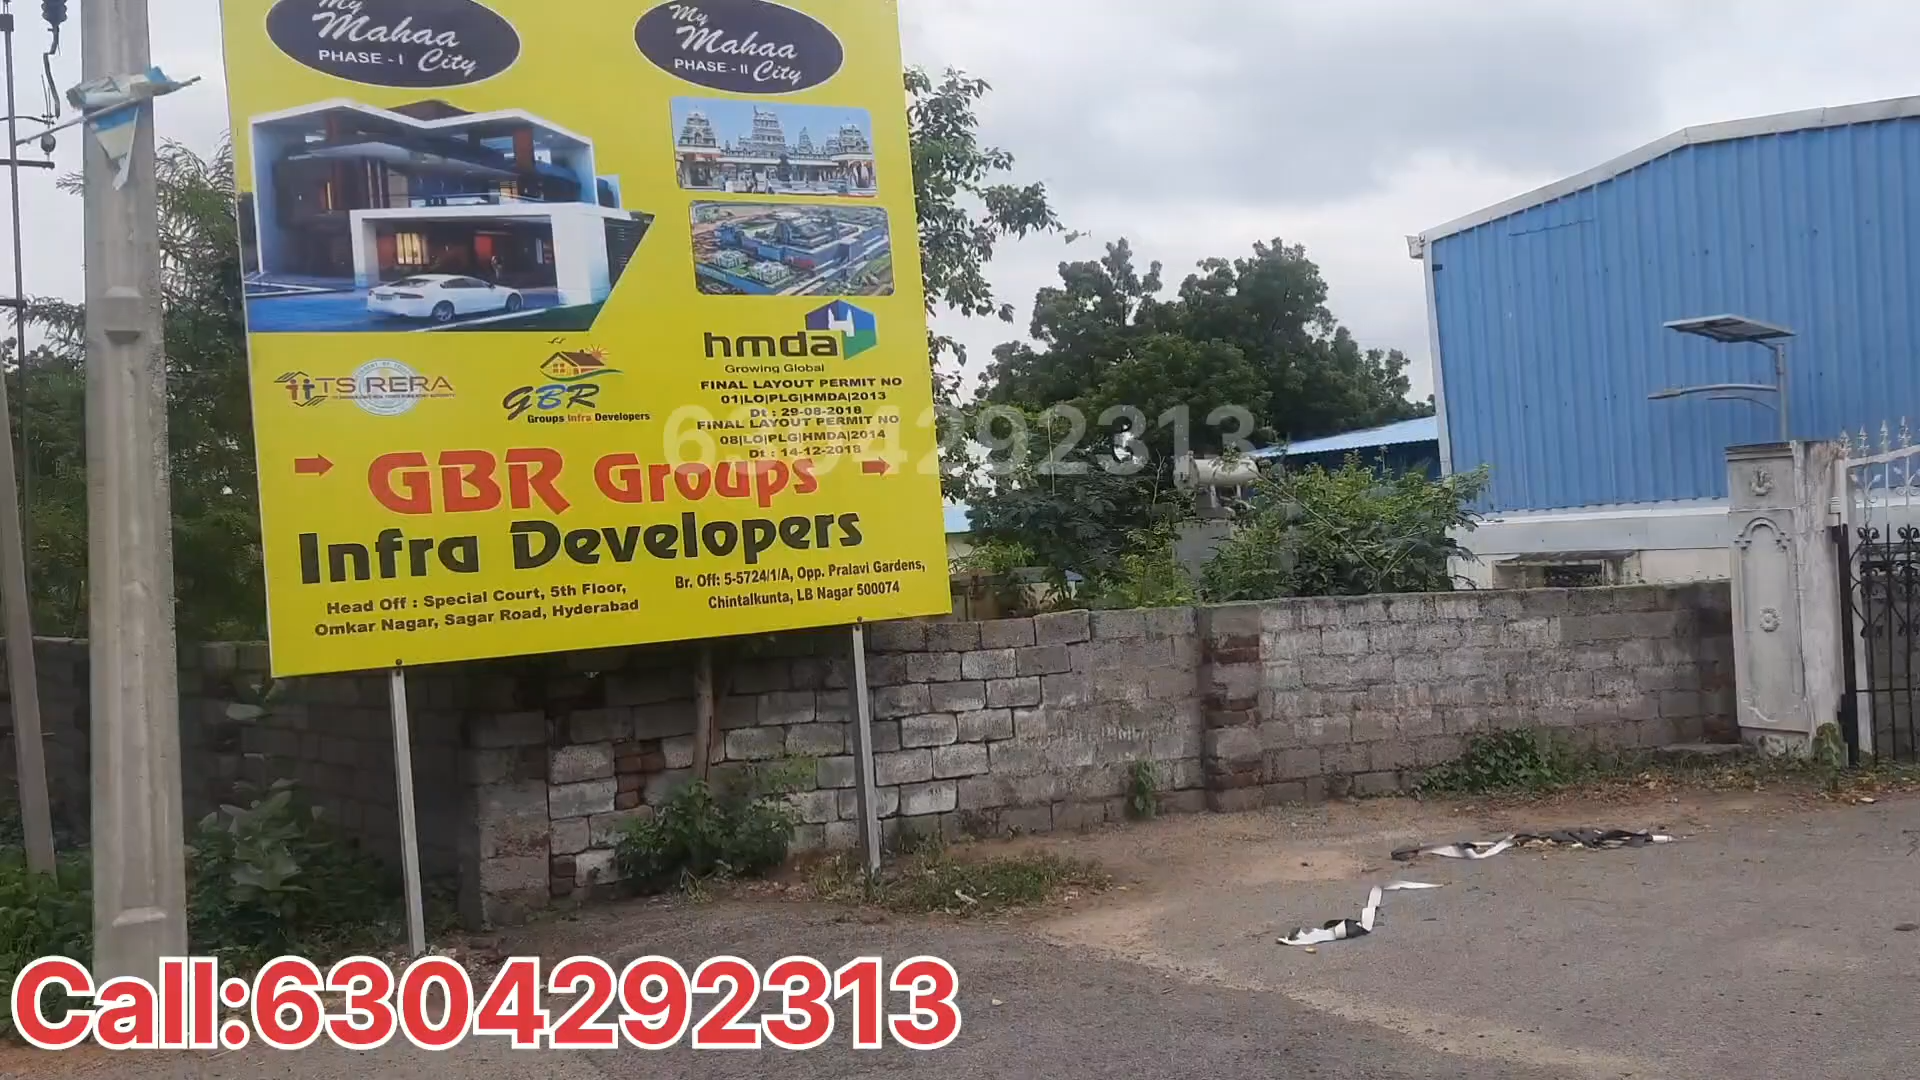 My
Mahaa
PHASE - I City
My
Mahaa
PHASE - II City
TS RERA
GBR
Groups Infra Developers
hmda
Growing Global
FINAL LAYOUT PERMIT NO
01|LO|PLG|HMDA|2013
Dt : 29-08-2018
FINAL LAYOUT PERMIT NO
08|LO|PLG|HMDA|2014
Dt : 14-12-2018
6304292313
GBR Groups
Infra Developers
Head Off : Special Court, 5th Floor,
Omkar Nagar, Sagar Road, Hyderabad
Br. Off: 5-5724/1/A, Opp. Pralavi Gardens,
Chintalkunta, LB Nagar 500074
Call:6304292313